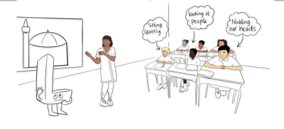 Sitting
quietly
looking at
people
Nodding
our heads